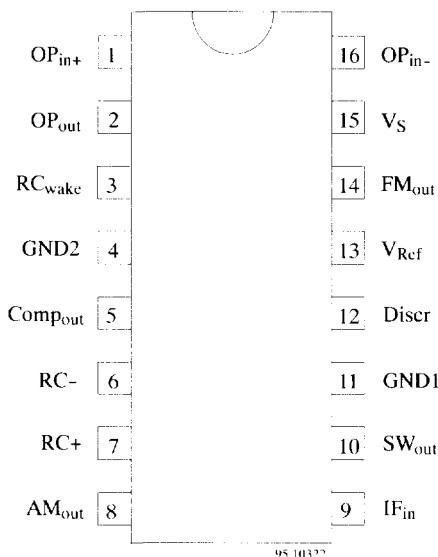 OPin+ 1 16 OPin-
OPout 2 15 VS
RCwake 3 14 FMout
GND2 4 13 VRef
Compout 5 12 Discr
RC- 6 11 GND1
RC+ 7 10 SWout
AMout 8 9 IFin
95 10322